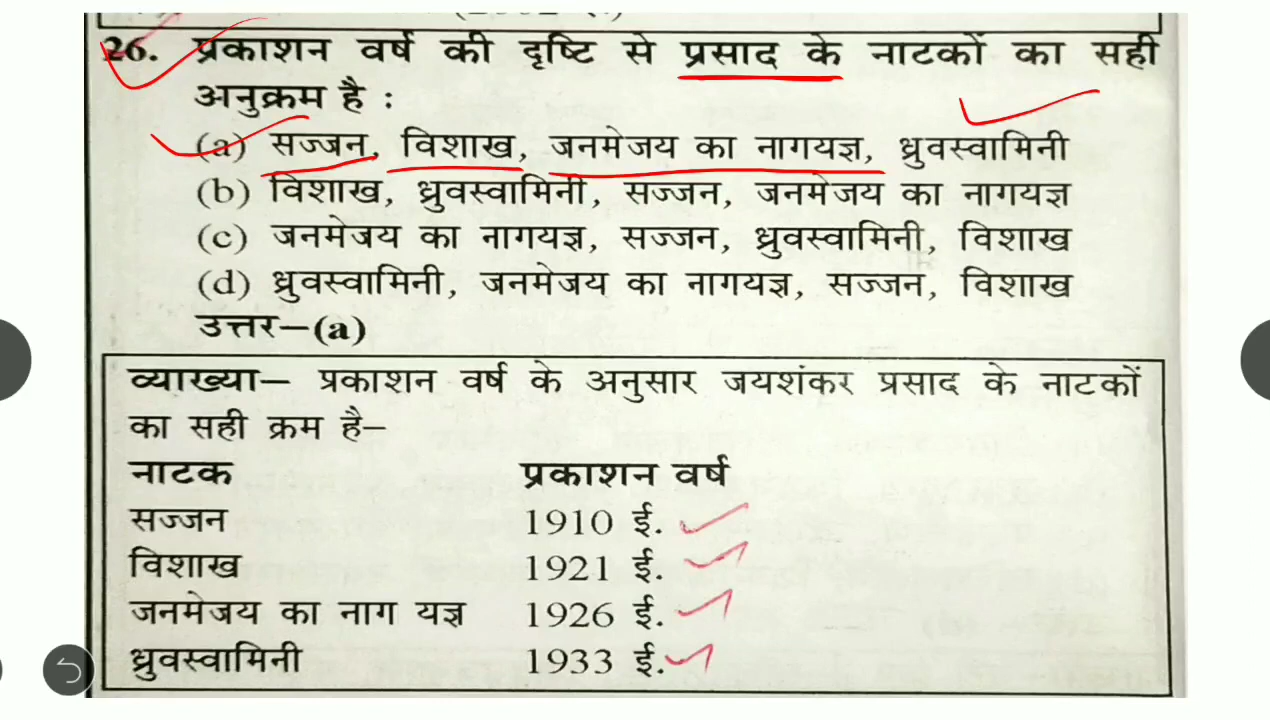 26. प्रकाशन वर्ष की दृष्टि से प्रसाद के नाटकों का सही
अनुक्रम है :
(a) सज्जन, विशाख, जनमेजय का नागयज्ञ, ध्रुवस्वामिनी
(b) विशाख, ध्रुवस्वामिनी, सज्जन, जनमेजय का नागयज्ञ
(c) जनमेजय का नागयज्ञ, सज्जन, ध्रुवस्वामिनी, विशाख
(d) ध्रुवस्वामिनी, जनमेजय का नागयज्ञ, सज्जन, विशाख
उत्तर–(a)
व्याख्या– प्रकाशन वर्ष के अनुसार जयशंकर प्रसाद के नाटकों
का सही क्रम है–
नाटक प्रकाशन वर्ष
सज्जन 1910 ई.
विशाख 1921 ई.
जनमेजय का नाग यज्ञ 1926 ई.
ध्रुवस्वामिनी 1933 ई.